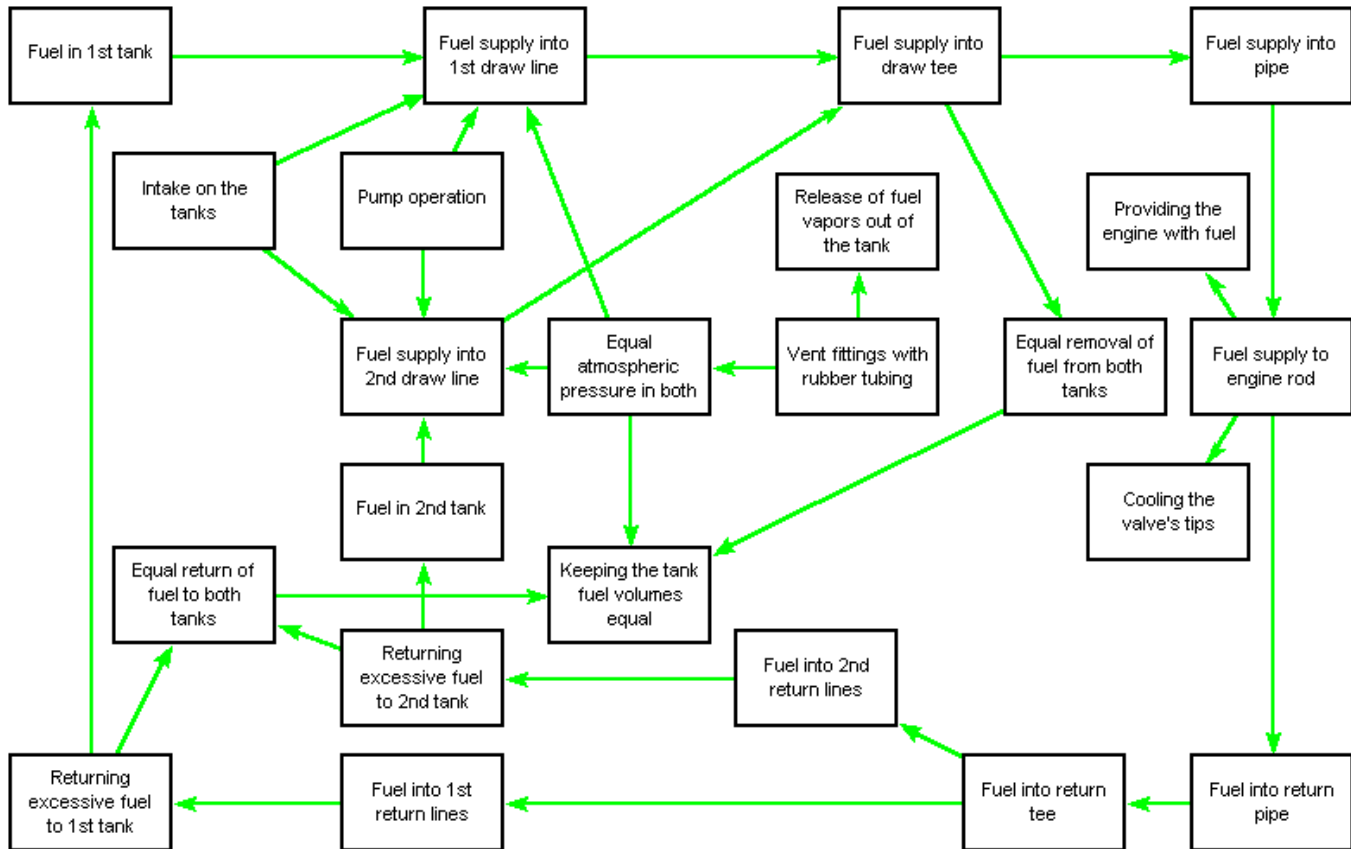 Fuel in 1st tank
Fuel supply into
1st draw line
Fuel supply into
draw tee
Fuel supply into
pipe
Intake on the
tanks
Pump operation
Release of fuel
vapors out of
the tank
Providing the
engine with fuel
Fuel supply into
2nd draw line
Equal
atmospheric
pressure in both
Vent fittings with
rubber tubing
Equal removal of
fuel from both
tanks
Fuel supply to
engine rod
Fuel in 2nd tank
Cooling the
valve's tips
Equal return of
fuel to both
tanks
Keeping the tank
fuel volumes
equal
Returning
excessive fuel
to 2nd tank
Fuel into 2nd
return lines
Returning
excessive fuel
to 1st tank
Fuel into 1st
return lines
Fuel into return
tee
Fuel into return
pipe